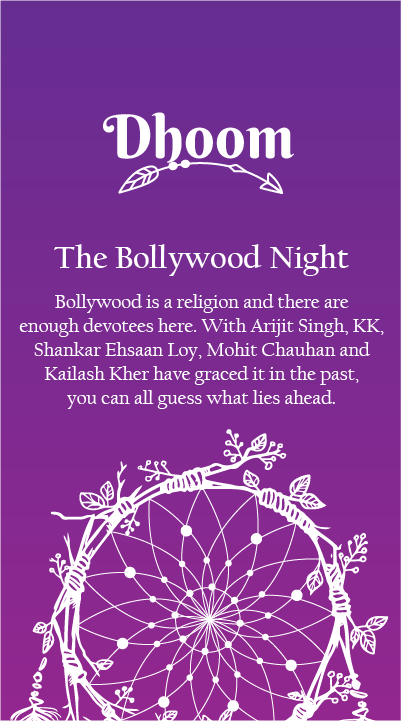 Dhoom
The Bollywood Night
Bollywood is a religion and there are
enough devotees here. With Arijit Singh, KK,
Shankar Ehsaan Loy, Mohit Chauhan and
Kailash Kher have graced it in the past,
you can all guess what lies ahead.